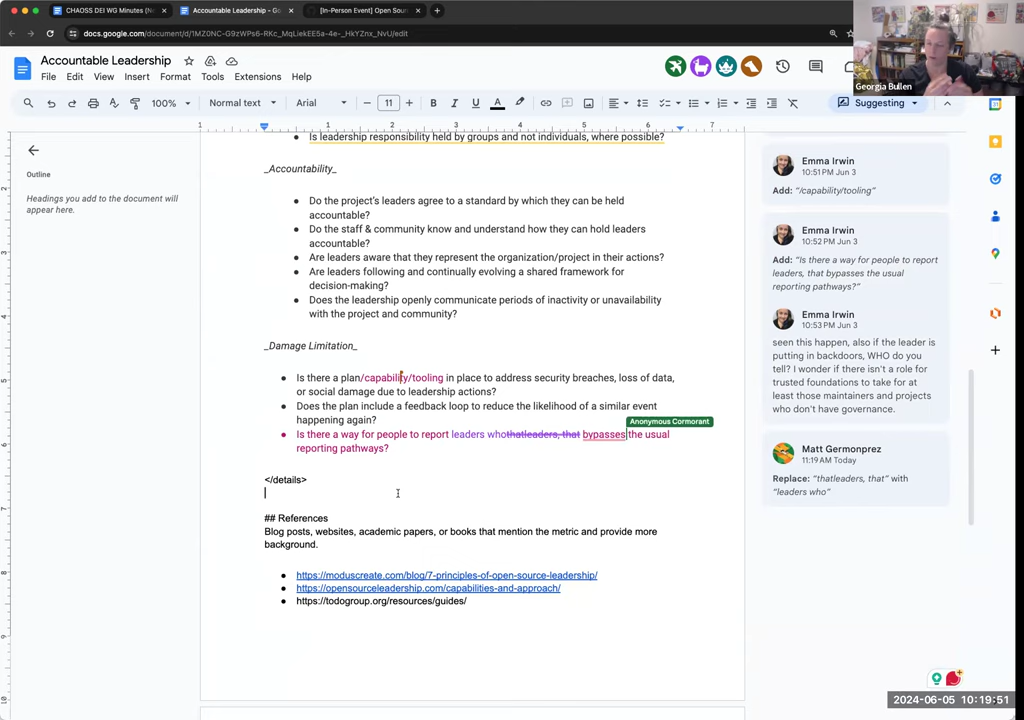 CHAOSS DEI WG Minutes (N
Accountable Leadership - Go
[In-Person Event] Open Sour
docs.google.com/document/d/1MZ0NC-G9zWPs6-RKc_MqLiekEE5a-4e-_HkYZnx_NvU/edit
Georgia Bullen
Accountable Leadership
File Edit View Insert Format Tools Extensions Help
100% Normal text Arial 11 B I U A Suggesting
1 1 2 3 4 5 6 7
Outline
Headings you add to the document will
appear here.
Is leadership responsibility held by groups and not individuals, where possible?
_Accountability_
Do the project's leaders agree to a standard by which they can be held
accountable?
Do the staff & community know and understand how they can hold leaders
accountable?
Are leaders aware that they represent the organization/project in their actions?
Are leaders following and continually evolving a shared framework for
decision-making?
Does the leadership openly communicate periods of inactivity or unavailability
with the project and community?
_Damage Limitation_
Is there a plan/capability/tooling in place to address security breaches, loss of data,
or social damage due to leadership actions?
Does the plan include a feedback loop to reduce the likelihood of a similar event
happening again?
Anonymous Cormorant
Is there a way for people to report leaders whothatleaders, that bypasses the usual
reporting pathways?
</details>
## References
Blog posts, websites, academic papers, or books that mention the metric and provide more
background.
https://moduscreate.com/blog/7-principles-of-open-source-leadership/
https://opensourceleadership.com/capabilities-and-approach/
https://todogroup.org/resources/guides/
Emma Irwin
10:51 PM Jun 3
Add: "/capability/tooling"
Emma Irwin
10:52 PM Jun 3
Add: "Is there a way for people to report
leaders, that bypasses the usual
reporting pathways?"
Emma Irwin
10:53 PM Jun 3
seen this happen, also if the leader is
putting in backdoors, WHO do you
tell? I wonder if there isn't a role for
trusted foundations to take for at
least those maintainers and projects
who don't have governance.
Matt Germonprez
11:19 AM Today
Replace: "thatleaders, that" with
"leaders who"
2024-06-05 10:19:51